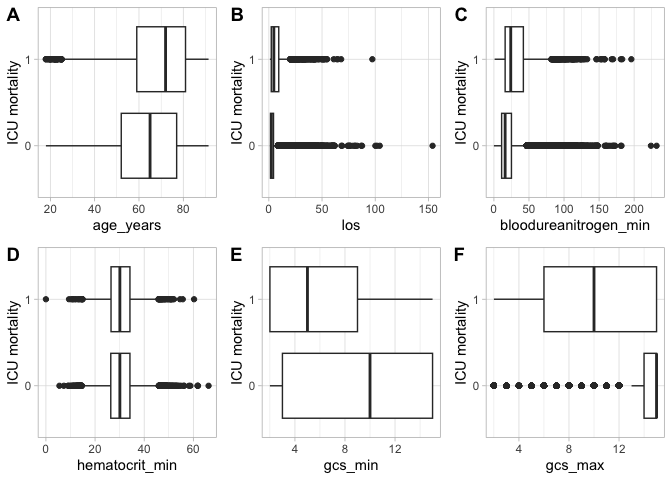 A
ICU mortality
1
0
20 40 60 80
age_years
B
ICU mortality
1
0
0 50 100 150
los
C
ICU mortality
1
0
0 50 100 150 200
bloodureanitrogen_min
D
ICU mortality
1
0
0 20 40 60
hematocrit_min
E
ICU mortality
1
0
4 8 12
gcs_min
F
ICU mortality
1
0
4 8 12
gcs_max